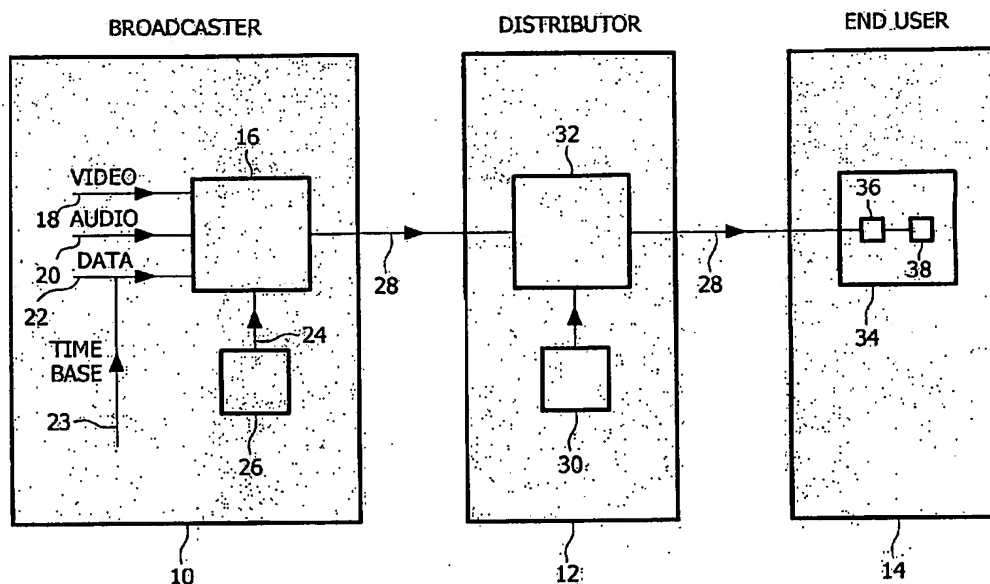 BROADCASTER
DISTRIBUTOR
END USER
16
32
VIDEO
36
18
AUDIO
20
DATA
38
22
28
28
24
34
TIME
BASE
23
26
30
10
12
14